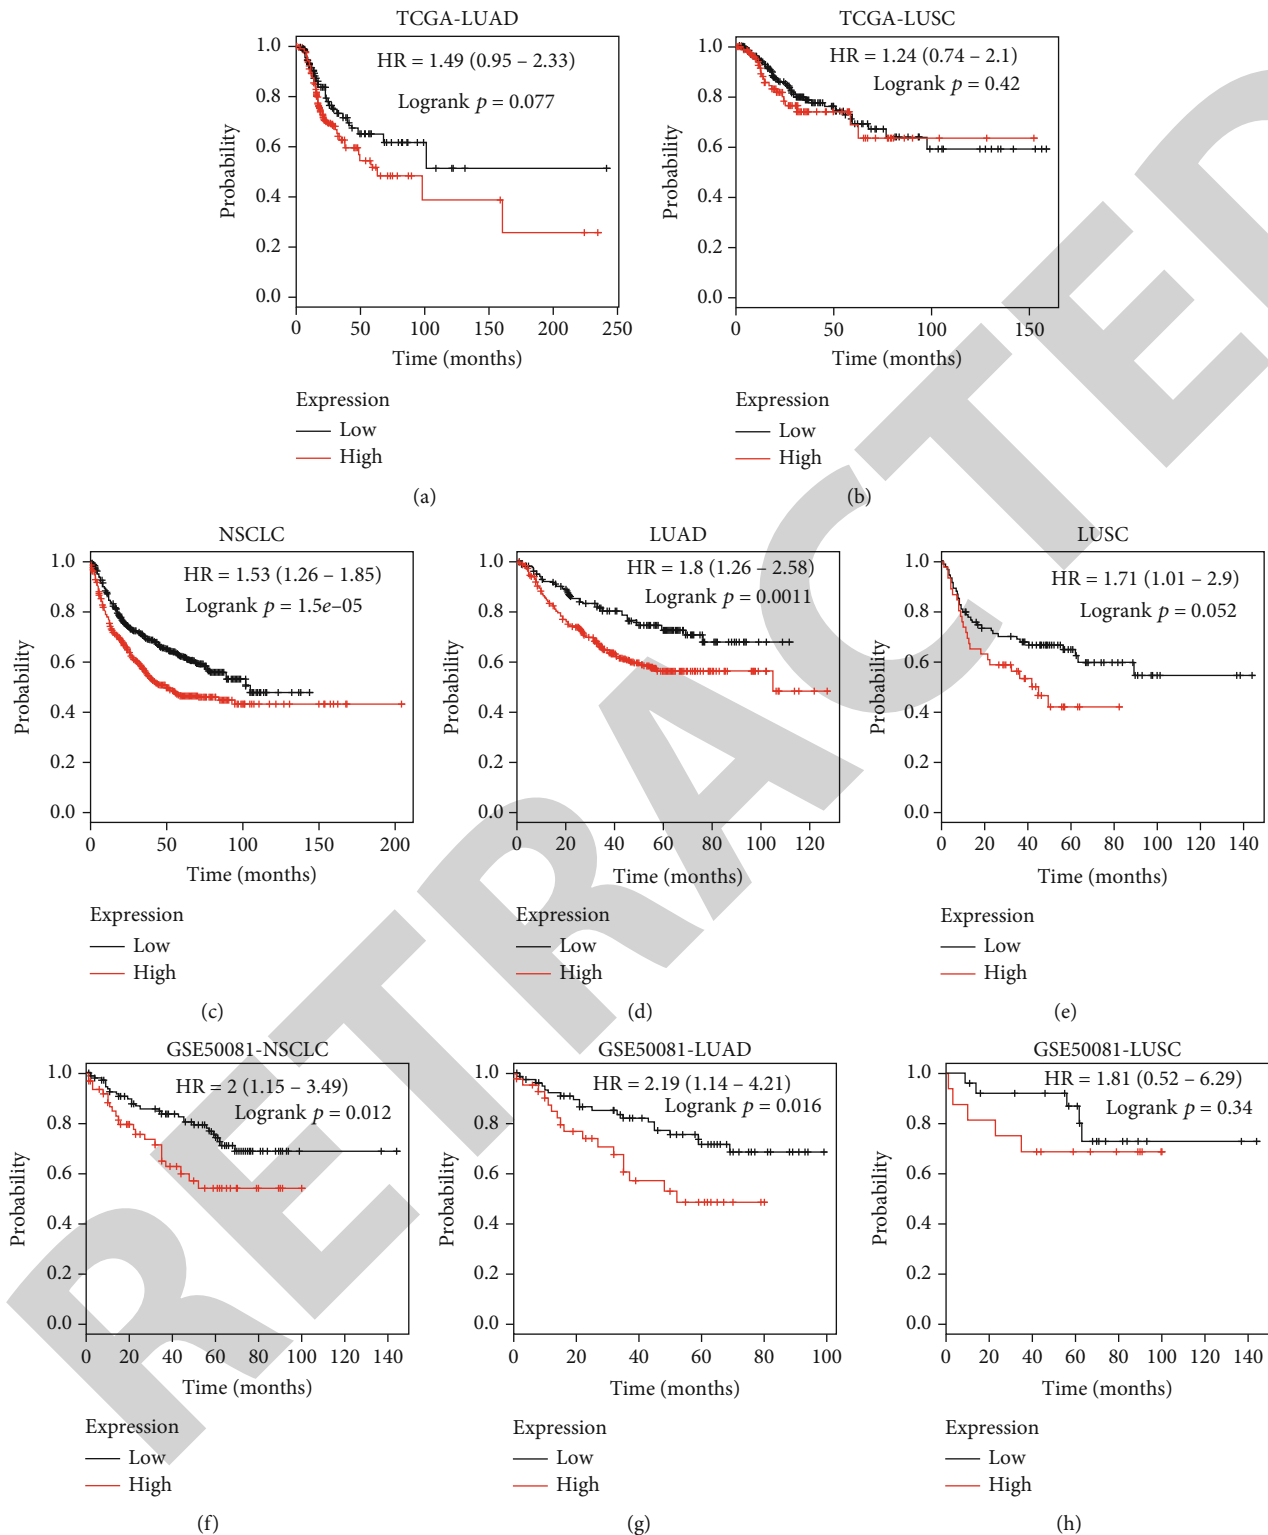 TCGA-LUAD
HR = 1.49 (0.95 – 2.33)
Logrank p = 0.077
Probability
1.0
0.8
0.6
0.4
0.2
0.0
0 50 100 150 200 250
Time (months)
Expression
Low
High
(a)
TCGA-LUSC
HR = 1.24 (0.74 – 2.1)
Logrank p = 0.42
Probability
1.0
0.8
0.6
0.4
0.2
0.0
0 50 100 150
Time (months)
Expression
Low
High
(b)
NSCLC
HR = 1.53 (1.26 – 1.85)
Logrank p = 1.5e–05
Probability
1.0
0.8
0.6
0.4
0.2
0.0
0 50 100 150 200
Time (months)
Expression
Low
High
(c)
LUAD
HR = 1.8 (1.26 – 2.58)
Logrank p = 0.0011
Probability
1.0
0.8
0.6
0.4
0.2
0.0
0 20 40 60 80 100 120
Time (months)
Expression
Low
High
(d)
LUSC
HR = 1.71 (1.01 – 2.9)
Logrank p = 0.052
Probability
1.0
0.8
0.6
0.4
0.2
0.0
0 20 40 60 80 100 120 140
Time (months)
Expression
Low
High
(e)
GSE50081-NSCLC
HR = 2 (1.15 – 3.49)
Logrank p = 0.012
Probability
1.0
0.8
0.6
0.4
0.2
0.0
0 20 40 60 80 100 120 140
Time (months)
Expression
Low
High
(f)
GSE50081-LUAD
HR = 2.19 (1.14 – 4.21)
Logrank p = 0.016
Probability
1.0
0.8
0.6
0.4
0.2
0.0
0 20 40 60 80 100
Time (months)
Expression
Low
High
(g)
GSE50081-LUSC
HR = 1.81 (0.52 – 6.29)
Logrank p = 0.34
Probability
1.0
0.8
0.6
0.4
0.2
0.0
0 20 40 60 80 100 120 140
Time (months)
Expression
Low
High
(h)
RETRACTED